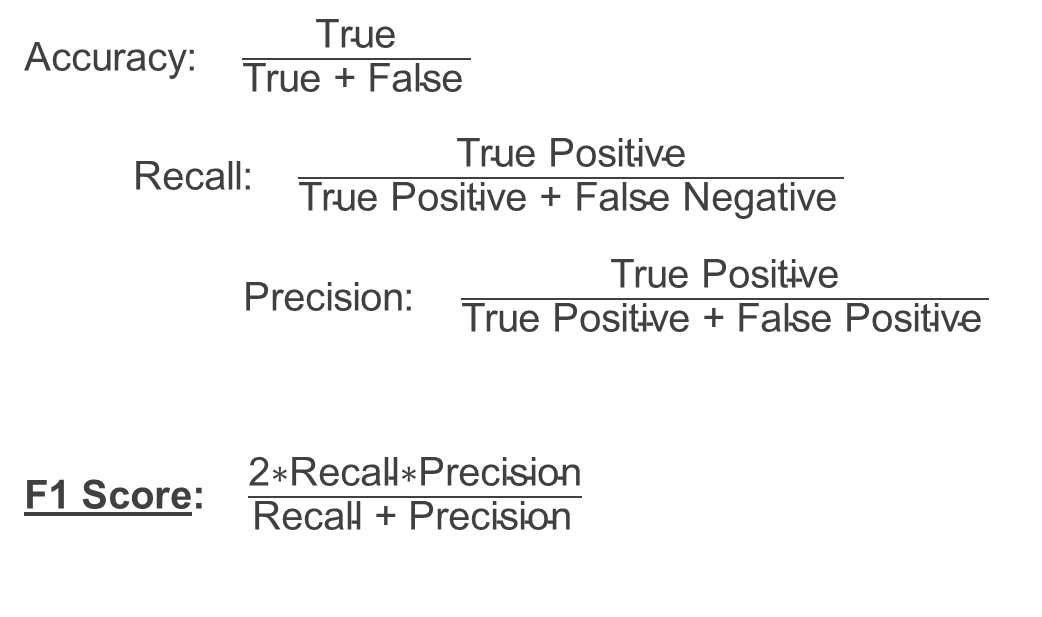 Accuracy: True
True + False
Recall: True Positive
True Positive + False Negative
Precision: True Positive
True Positive + False Positive
F1 Score: 2*Recall*Precision
Recall + Precision